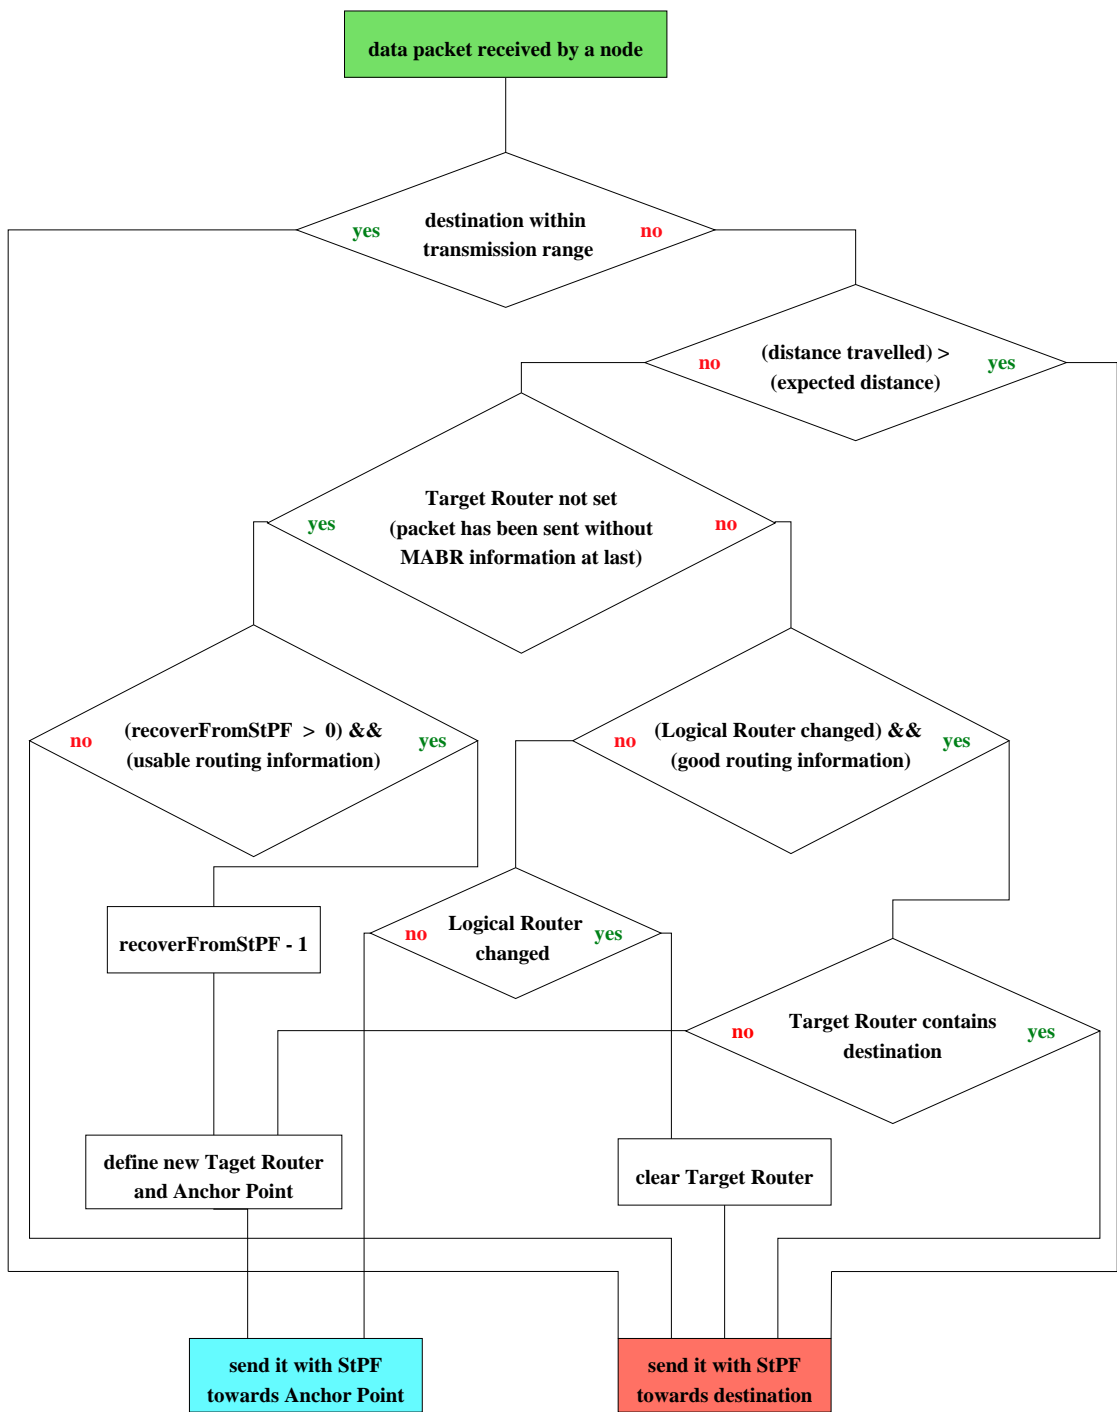 data packet received by a node
destination within
transmission range
yes
no
(distance travelled) >
(expected distance)
no
yes
Target Router not set
(packet has been sent without
MABR information at last)
yes
no
(recoverFromStPF > 0) &&
(usable routing information)
no
yes
(Logical Router changed) &&
(good routing information)
no
yes
recoverFromStPF - 1
Logical Router
changed
no
yes
Target Router contains
destination
no
yes
define new Taget Router
and Anchor Point
clear Target Router
send it with StPF
towards Anchor Point
send it with StPF
towards destination